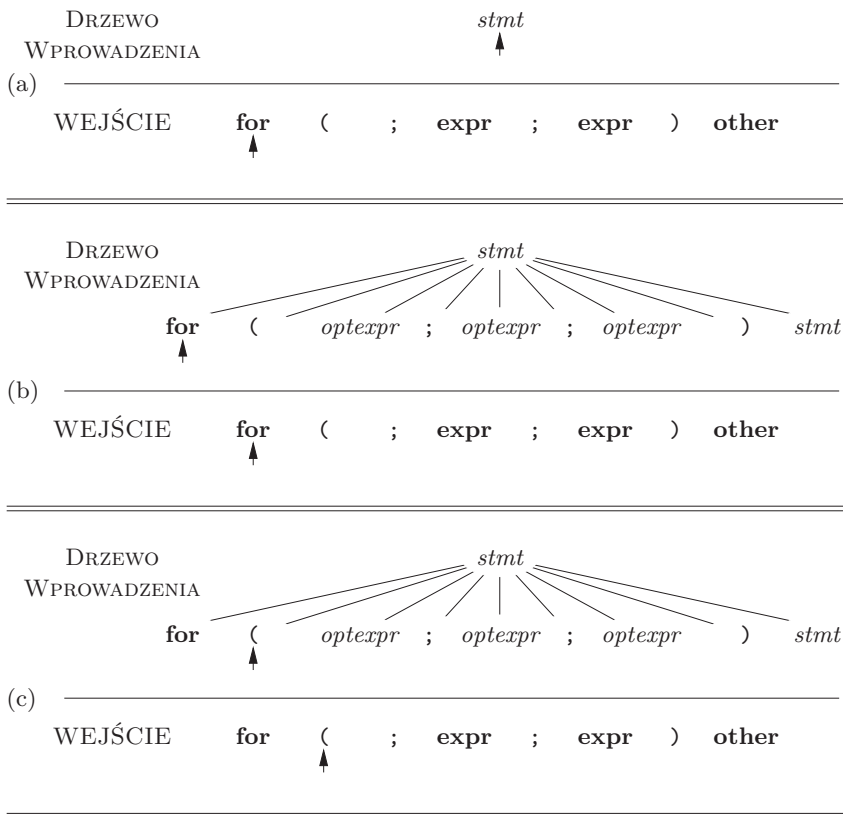 DRZEWO stmt
WPROWADZENIA
(a)
WEJŚCIE for ( ; expr ; expr ) other
DRZEWO stmt
WPROWADZENIA
for ( optexpr ; optexpr ; optexpr ) stmt
(b)
WEJŚCIE for ( ; expr ; expr ) other
DRZEWO stmt
WPROWADZENIA
for ( optexpr ; optexpr ; optexpr ) stmt
(c)
WEJŚCIE for ( ; expr ; expr ) other